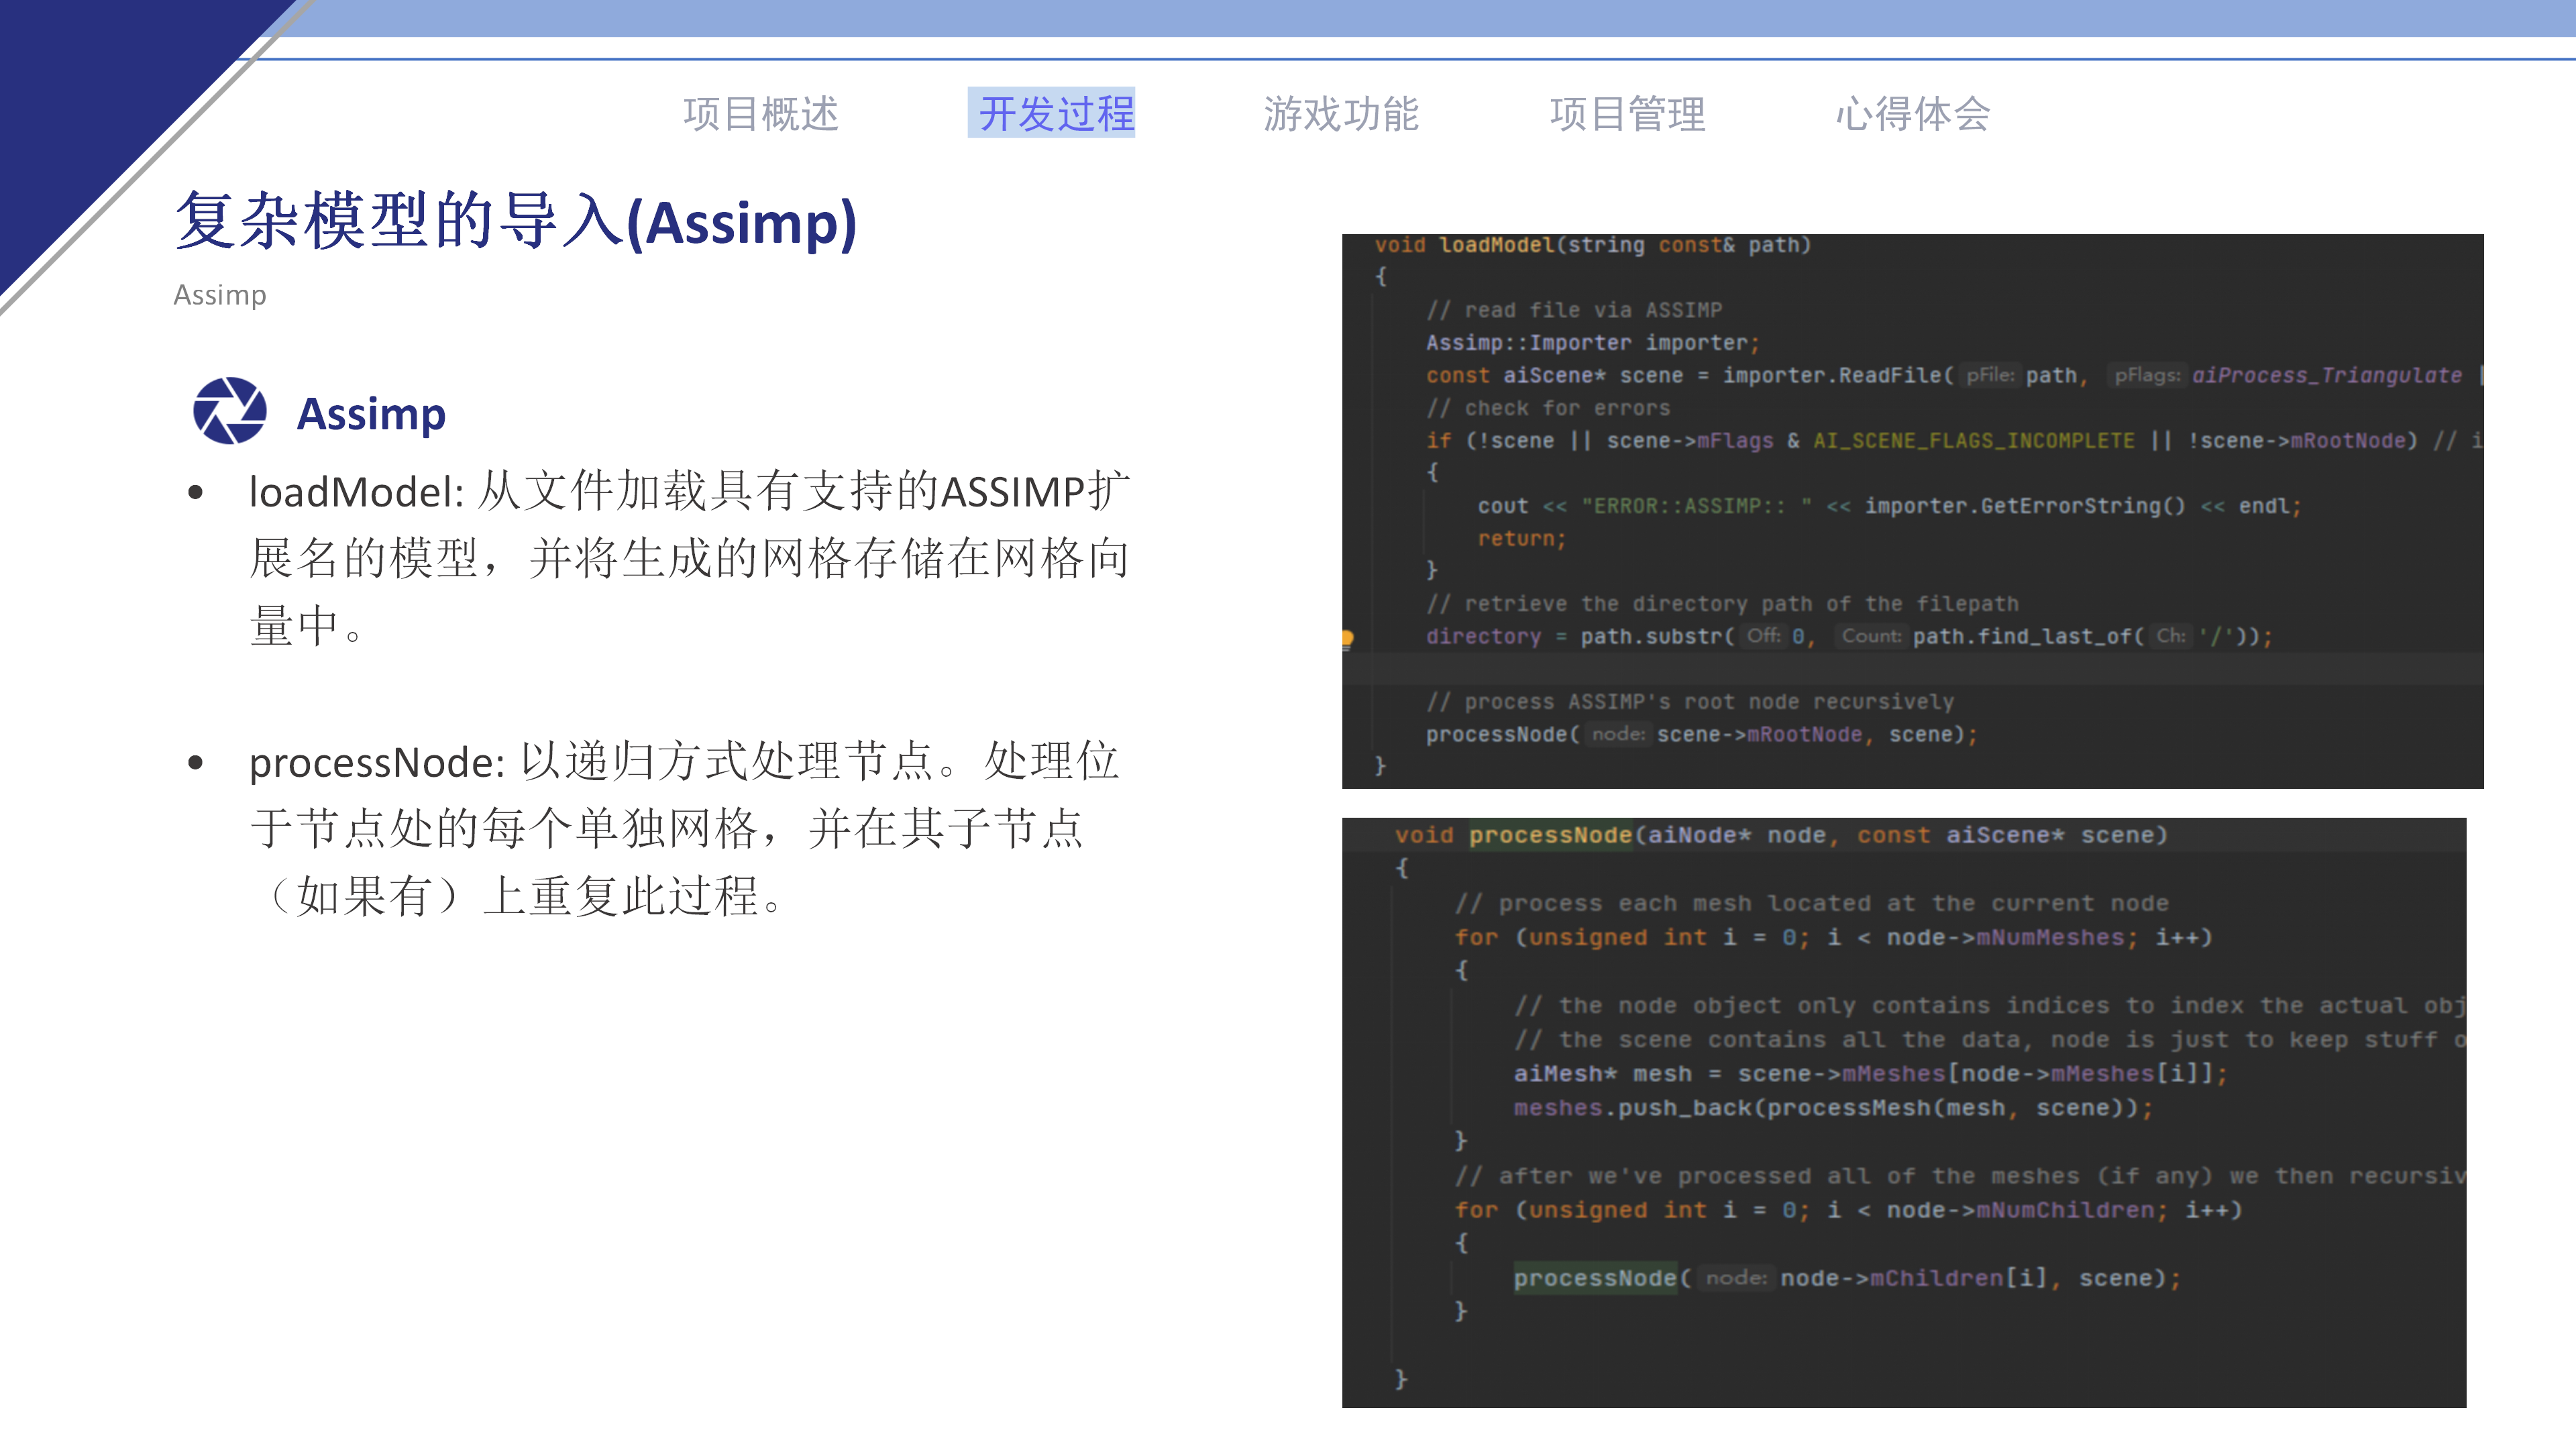 项目概述 开发过程 游戏功能 项目管理 心得体会
复杂模型的导入(Assimp)
Assimp
Assimp
• loadModel: 从文件加载具有支持的ASSIMP扩
展名的模型，并将生成的网格存储在网格向
量中。
• processNode: 以递归方式处理节点。处理位
于节点处的每个单独网格，并在其子节点
（如果有）上重复此过程。
void loadModel(string const& path)
{
// read file via ASSIMP
Assimp::Importer importer;
const aiScene* scene = importer.ReadFile( pFile: path, pFlags: aiProcess_Triangulate |
// check for errors
if (!scene || scene->mFlags & AI_SCENE_FLAGS_INCOMPLETE || !scene->mRootNode) // i
{
cout << "ERROR::ASSIMP:: " << importer.GetErrorString() << endl;
return;
}
// retrieve the directory path of the filepath
directory = path.substr( Off: 0, Count: path.find_last_of( Ch: '/'));
// process ASSIMP's root node recursively
processNode( node: scene->mRootNode, scene);
}
void processNode(aiNode* node, const aiScene* scene)
{
// process each mesh located at the current node
for (unsigned int i = 0; i < node->mNumMeshes; i++)
{
// the node object only contains indices to index the actual obj
// the scene contains all the data, node is just to keep stuff o
aiMesh* mesh = scene->mMeshes[node->mMeshes[i]];
meshes.push_back(processMesh(mesh, scene));
}
// after we've processed all of the meshes (if any) we then recursiv
for (unsigned int i = 0; i < node->mNumChildren; i++)
{
processNode( node: node->mChildren[i], scene);
}
}